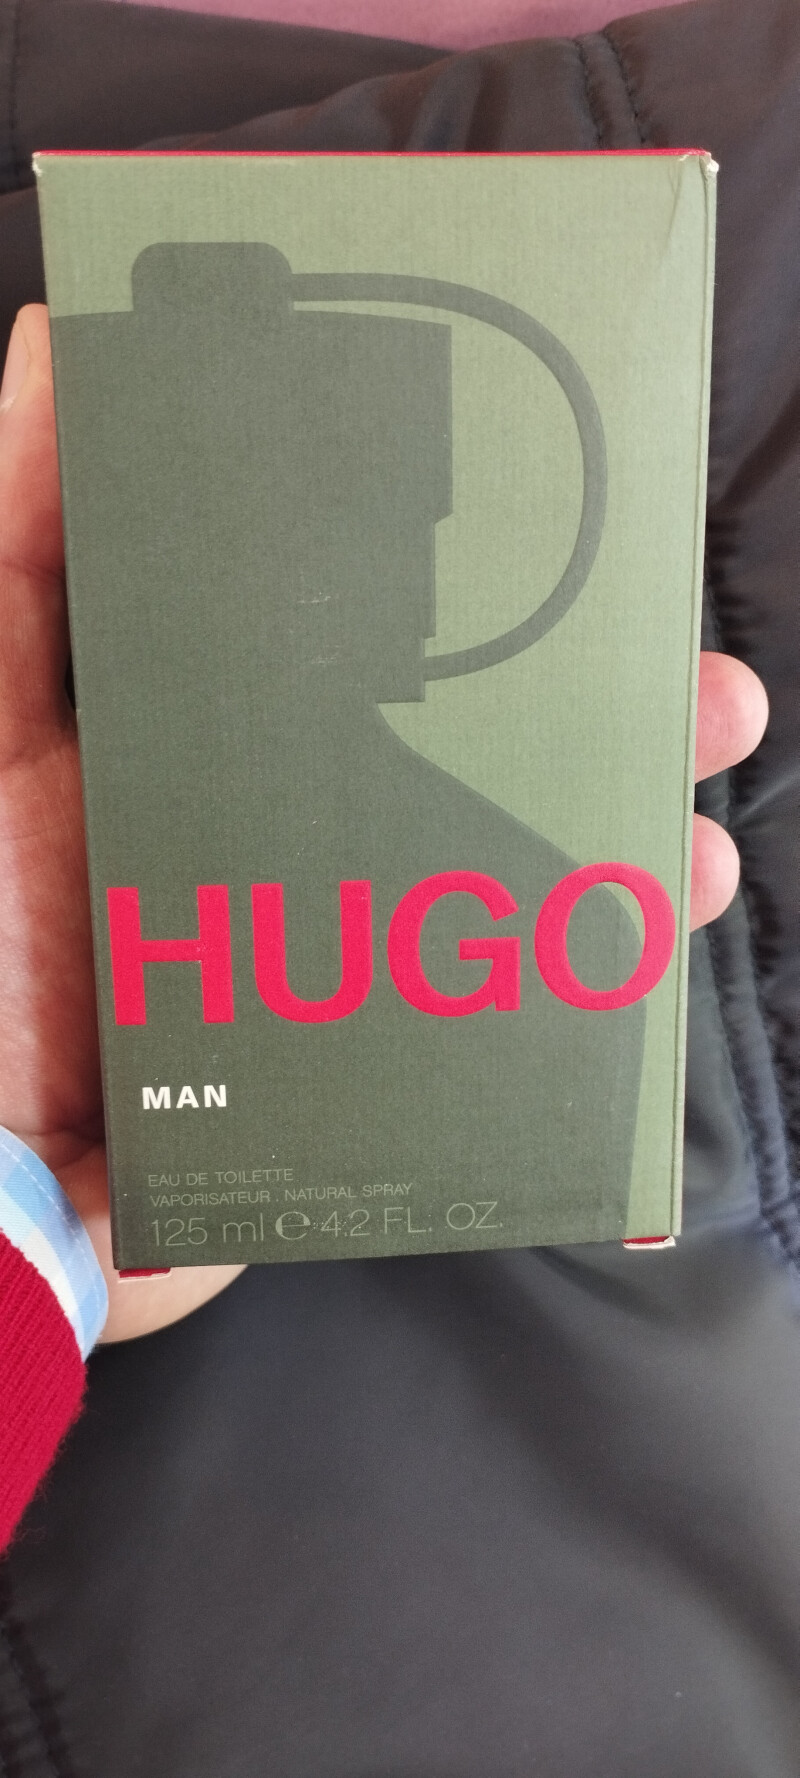 HUGO
MAN
EAU DE TOILETTE
VAPORISATEUR . NATURAL SPRAY
125 ml ℮ 4.2 FL. OZ.